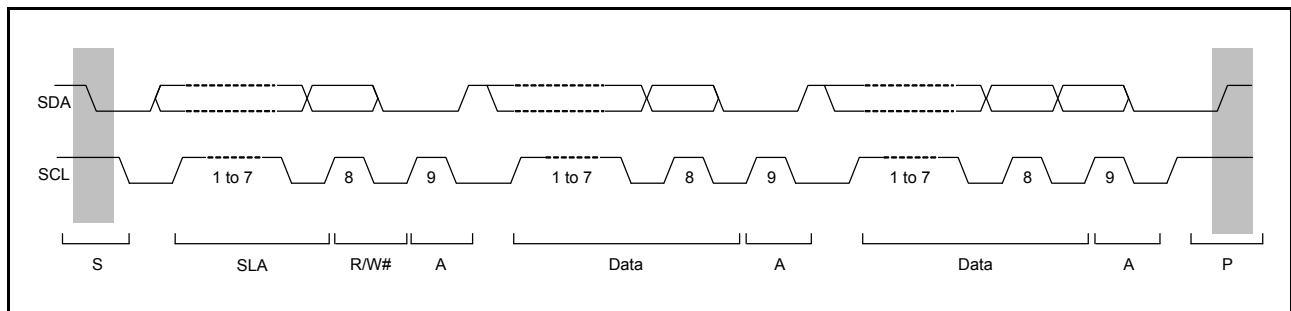 SDA
SCL
1 to 7 8 9 1 to 7 8 9 1 to 7 8 9
S SLA R/W# A Data A Data A P